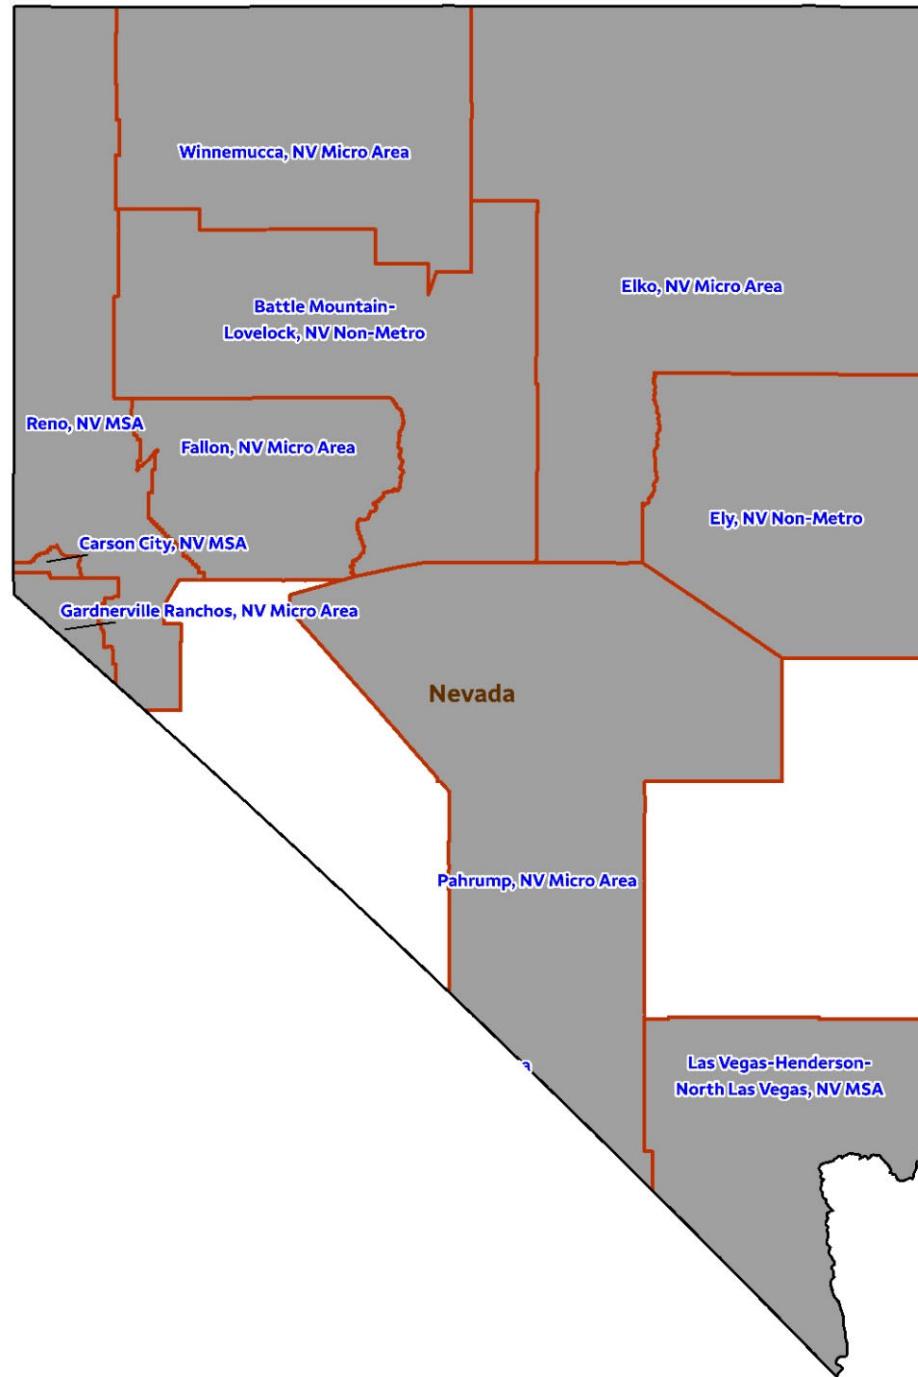 Winnemucca, NV Micro Area
Elko, NV Micro Area
Battle Mountain-
Lovelock, NV Non-Metro
Reno, NV MSA
Fallon, NV Micro Area
Ely, NV Non-Metro
Carson City, NV MSA
Gardnerville Ranchos, NV Micro Area
Nevada
Pahrump, NV Micro Area
a
Las Vegas-Henderson-
North Las Vegas, NV MSA